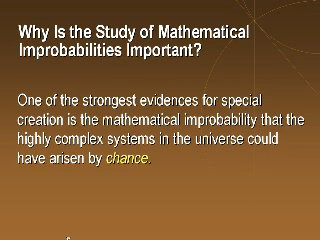 Why Is the Study of Mathematical
Improbabilities Important?
One of the strongest evidences for special
creation is the mathematical improbability that the
highly complex systems in the universe could
have arisen by chance.